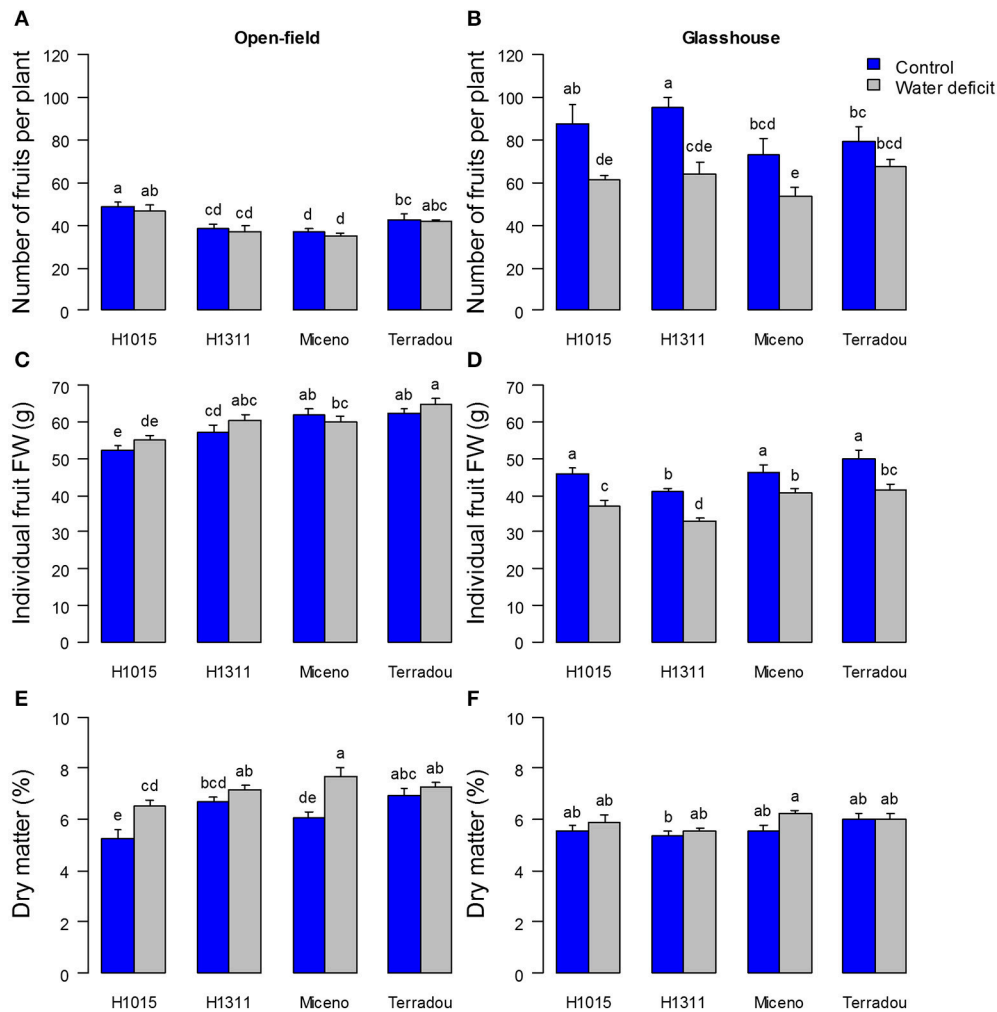 A
Open-field
Number of fruits per plant
120
100
80
60
40
20
0
a
ab
cd
cd
d
d
bc
abc
H1015
H1311
Miceno
Terradou
B
Glasshouse
Control
Water deficit
Number of fruits per plant
120
100
80
60
40
20
0
ab
de
a
cde
bcd
e
bc
bcd
H1015
H1311
Miceno
Terradou
C
Individual fruit FW (g)
70
60
50
40
30
20
10
0
e
de
cd
abc
ab
bc
ab
a
H1015
H1311
Miceno
Terradou
D
Individual fruit FW (g)
70
60
50
40
30
20
10
0
a
c
b
d
a
b
a
bc
H1015
H1311
Miceno
Terradou
E
Dry matter (%)
10
8
6
4
2
0
e
cd
bcd
ab
de
a
abc
ab
H1015
H1311
Miceno
Terradou
F
Dry matter (%)
10
8
6
4
2
0
ab
ab
b
ab
ab
a
ab
ab
H1015
H1311
Miceno
Terradou